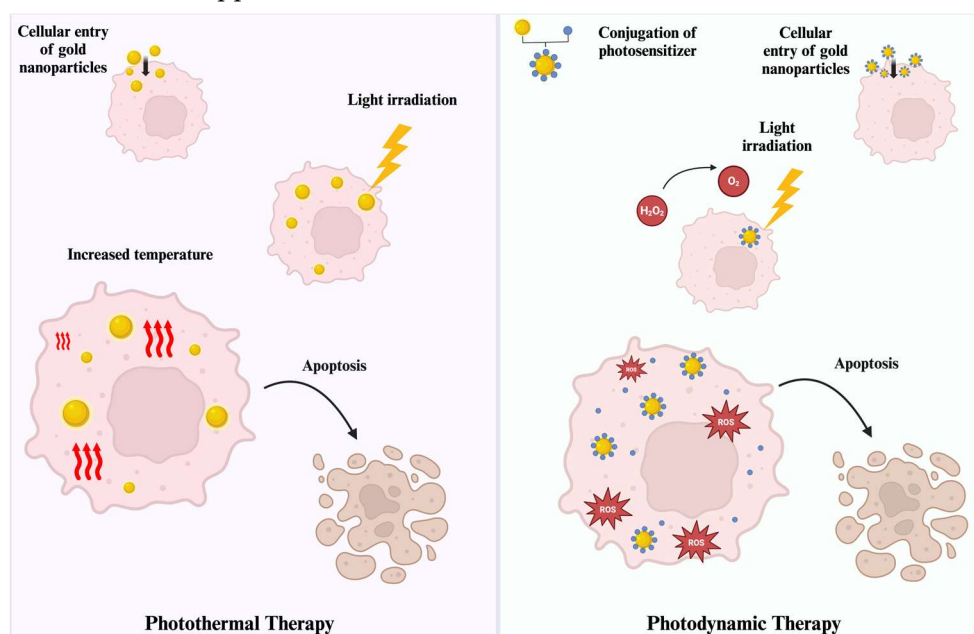 Cellular entry
of gold
nanoparticles
Light irradiation
Increased temperature
Apoptosis
Photothermal Therapy
Conjugation of
photosensitizer
Cellular
entry of gold
nanoparticles
Light
irradiation
H₂O₂
O₂
ROS
ROS
ROS
ROS
Apoptosis
Photodynamic Therapy